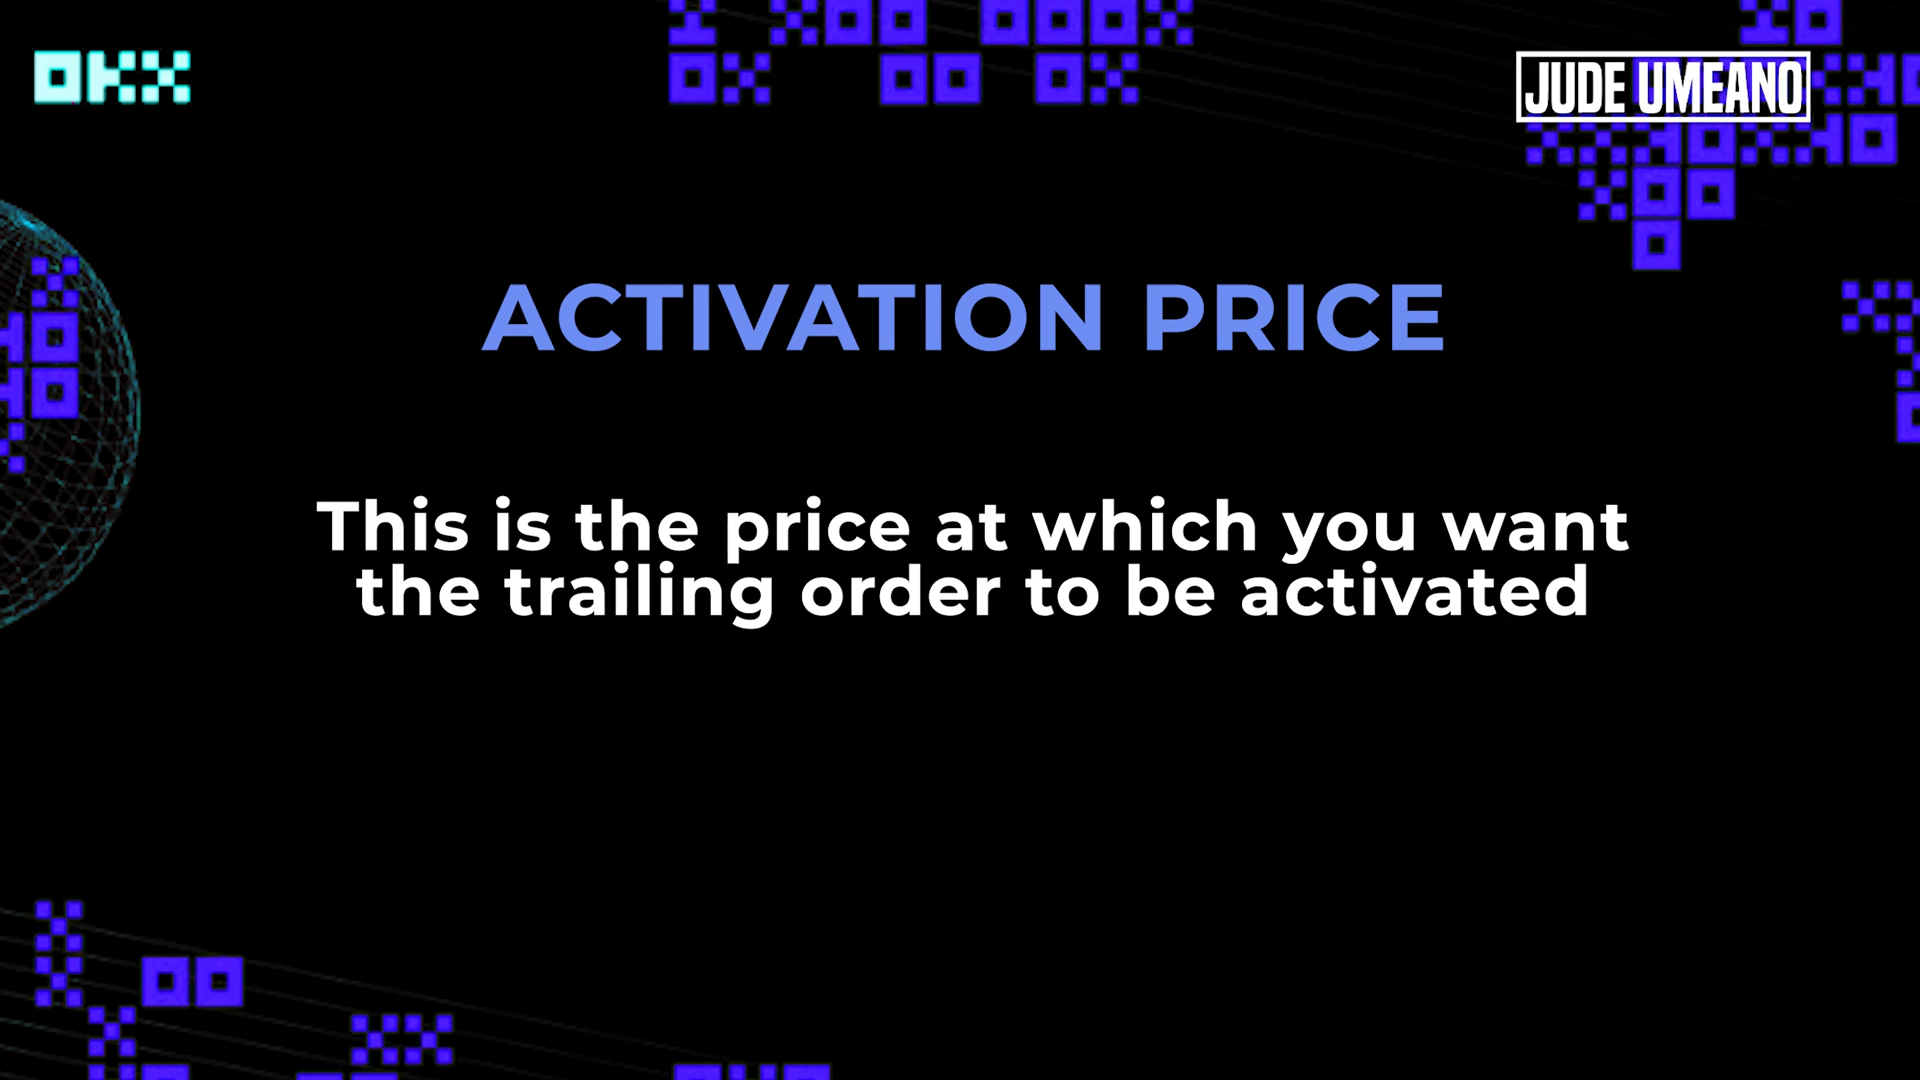 OKX
JUDE UMEANO
ACTIVATION PRICE
This is the price at which you want
the trailing order to be activated